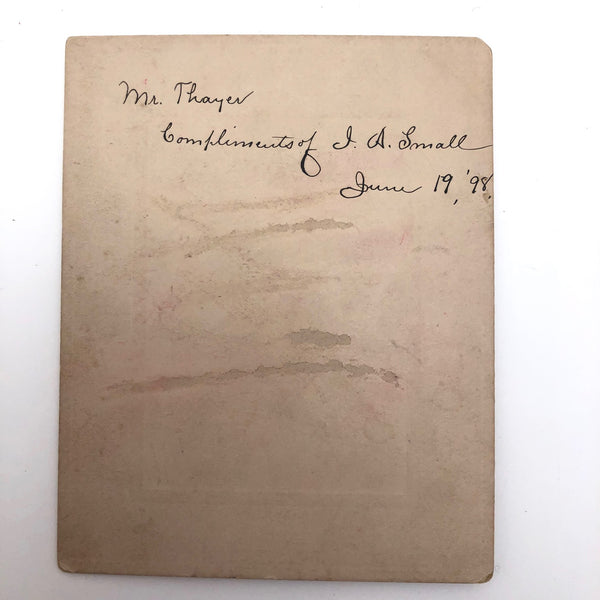 Mr. Thayer
Compliments of I. A. Small
June 19, '98.